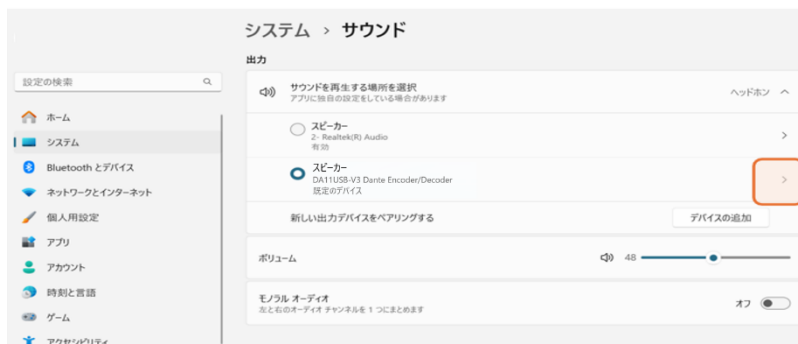 システム › サウンド
出力
設定の検索
サウンドを再生する場所を選択
アプリに独自の設定をしている場合があります
ヘッドホン
ホーム
システム
Bluetooth とデバイス
ネットワークとインターネット
個人用設定
アプリ
アカウント
時刻と言語
ゲーム
アクセシビリティ
スピーカー
2- Realtek(R) Audio
有効
スピーカー
DA11USB-V3 Dante Encoder/Decoder
既定のデバイス
新しい出力デバイスをペアリングする
デバイスの追加
ボリューム
48
モノラル オーディオ
左と右のオーディオ チャンネルを 1 つにまとめます
オフ